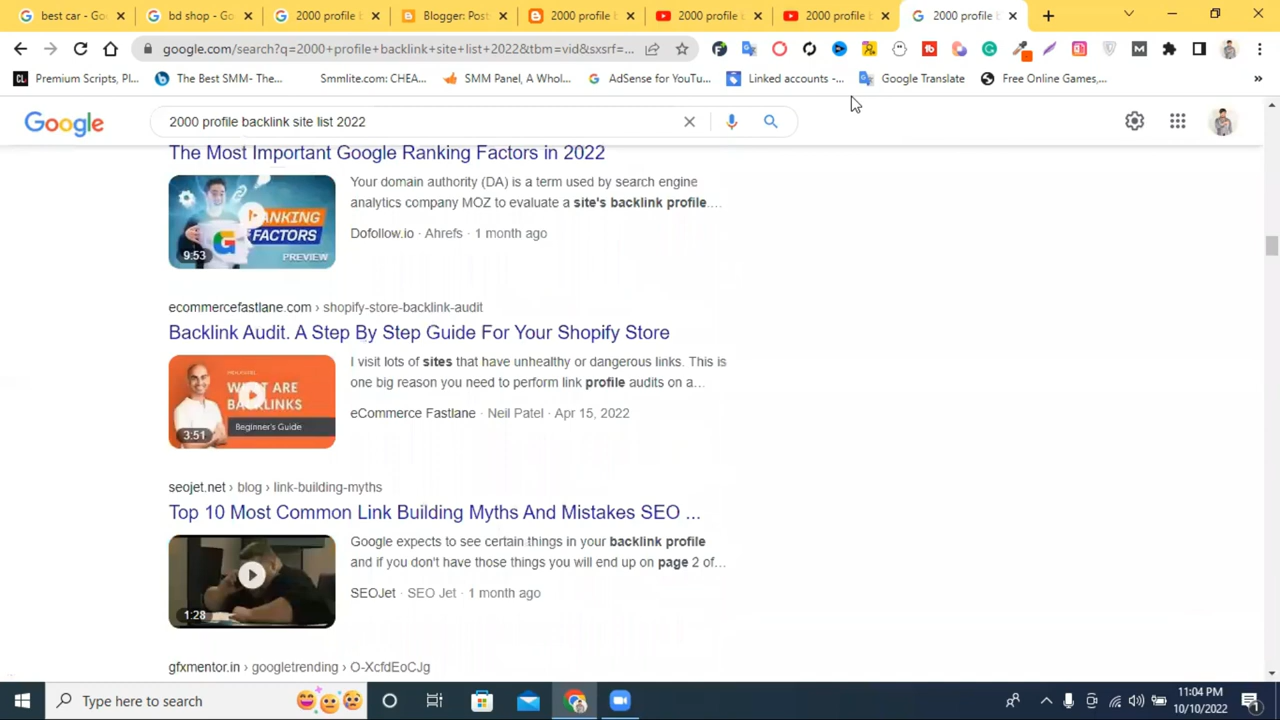 best car - Goo
bd shop - Goo
2000 profile b
Blogger: Post
2000 profile b
2000 profile b
2000 profile b
2000 profile b
google.com/search?q=2000+profile+backlink+site+list+2022&tbm=vid&sxsrf=...
Premium Scripts, Pl...
The Best SMM- The...
Smmlite.com: CHEA...
SMM Panel, A Whol...
AdSense for YouTu...
Linked accounts -...
Google Translate
Free Online Games,...
»
Google
2000 profile backlink site list 2022
The Most Important Google Ranking Factors in 2022
Your domain authority (DA) is a term used by search engine
analytics company MOZ to evaluate a site's backlink profile....
Dofollow.io · Ahrefs · 1 month ago
RANKING
FACTORS
9:53
PREVIEW
ecommercefastlane.com › shopify-store-backlink-audit
Backlink Audit. A Step By Step Guide For Your Shopify Store
I visit lots of sites that have unhealthy or dangerous links. This is
one big reason you need to perform link profile audits on a...
eCommerce Fastlane · Neil Patel · Apr 15, 2022
WHAT ARE
BACKLINKS
Beginner's Guide
3:51
seojet.net › blog › link-building-myths
Top 10 Most Common Link Building Myths And Mistakes SEO ...
Google expects to see certain things in your backlink profile
and if you don't have those things you will end up on page 2 of...
SEOJet · SEO Jet · 1 month ago
1:28
gfxmentor.in › googletrending › O-XcfdEoCJg
Type here to search
11:04 PM
10/10/2022
1